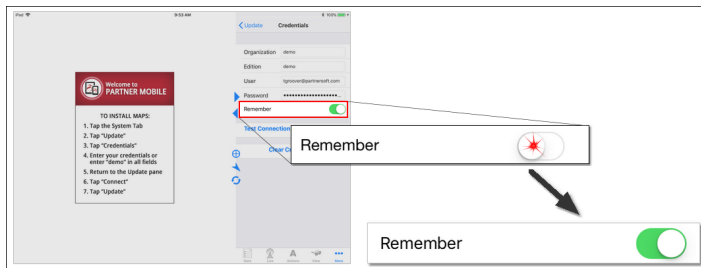 iPad
9:53 AM
100%
Update
Credentials
Organization demo
Edition demo
User tgroover@partnersoft.com
Password
Remember
Test Connection
Welcome to
PARTNER MOBILE
TO INSTALL MAPS:
1. Tap the System Tab
2. Tap "Update"
3. Tap "Credentials"
4. Enter your credentials or
enter "demo" in all fields
5. Return to the Update pane
6. Tap "Connect"
7. Tap "Update"
Remember
Remember